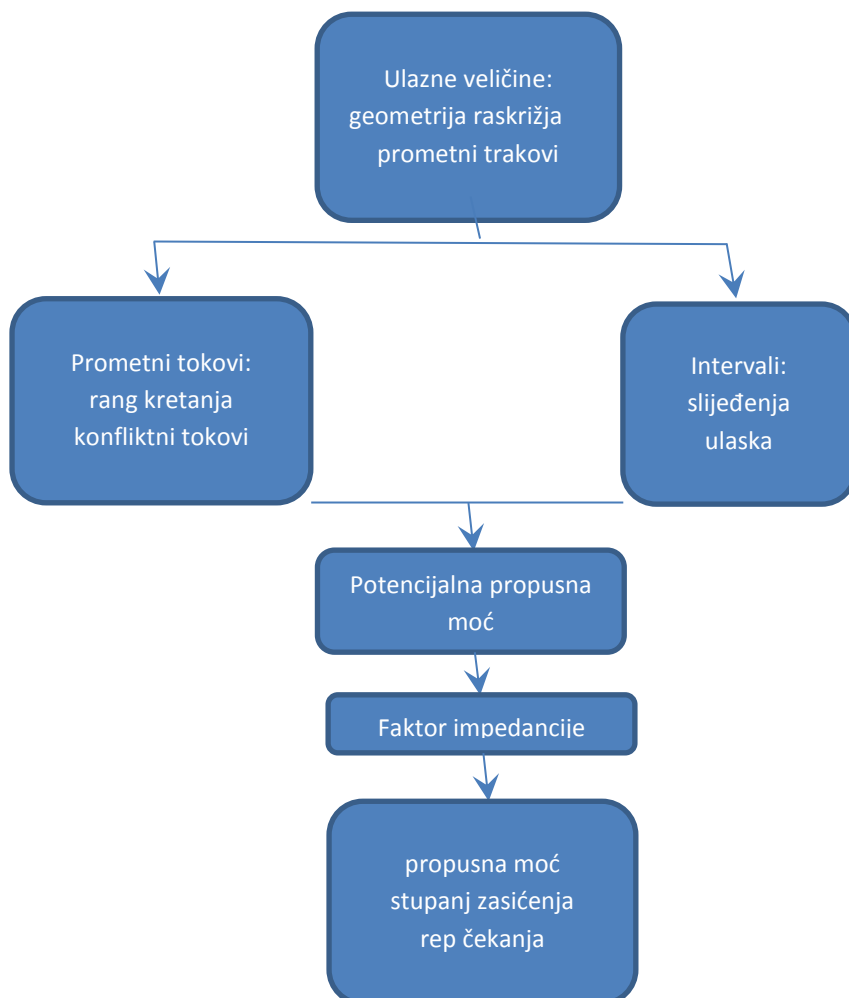 Ulazne veličine:
geometrija raskrižja
prometni trakovi
Prometni tokovi:
rang kretanja
konfliktni tokovi
Intervali:
slijeđenja
ulaska
Potencijalna propusna
moć
Faktor impedancije
propusna moć
stupanj zasićenja
rep čekanja